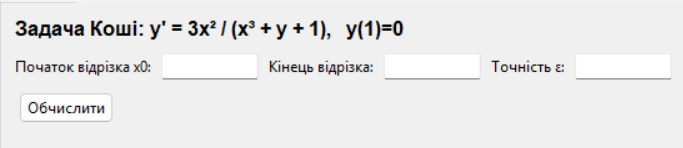 Задача Коші: y' = 3x² / (x³ + y + 1), y(1)=0
Початок відрізка x0: Кінець відрізка: Точність ε:
Обчислити